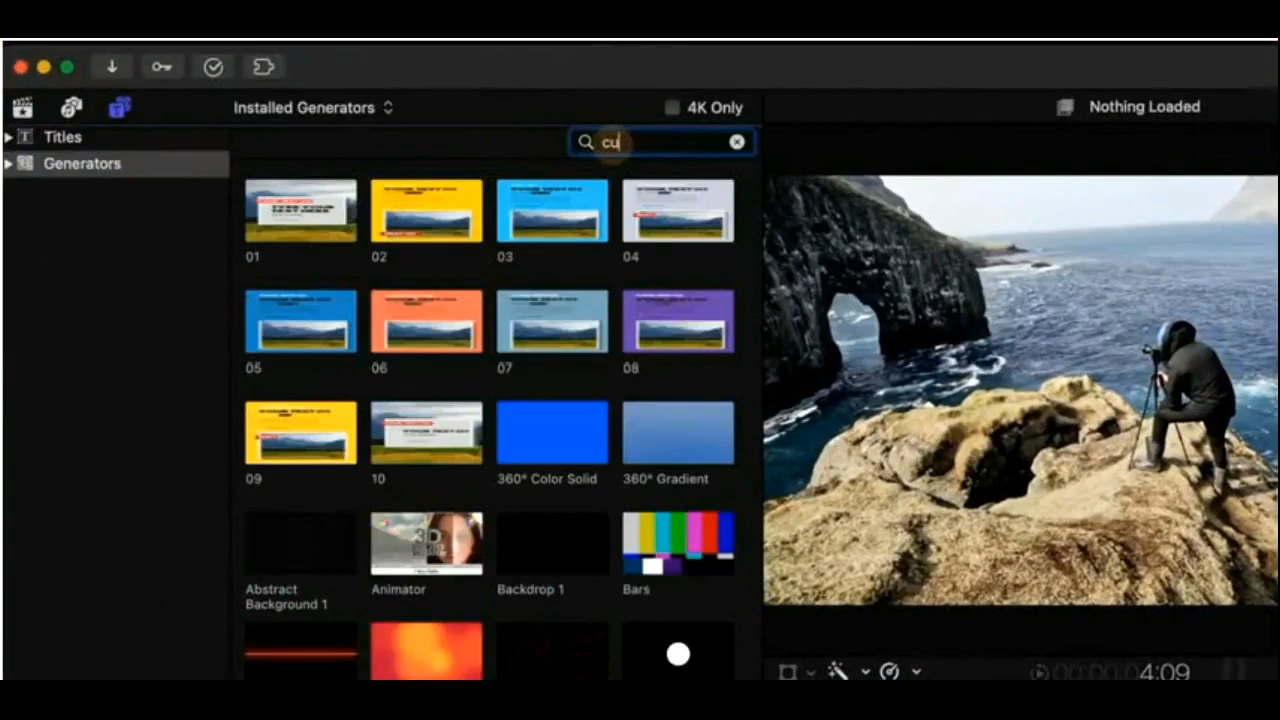 Installed Generators
4K Only
Nothing Loaded
Titles
Generators
cu
01
02
03
04
05
06
07
08
09
10
360° Color Solid
360° Gradient
Abstract
Background 1
Animator
Backdrop 1
Bars
3D
4:09